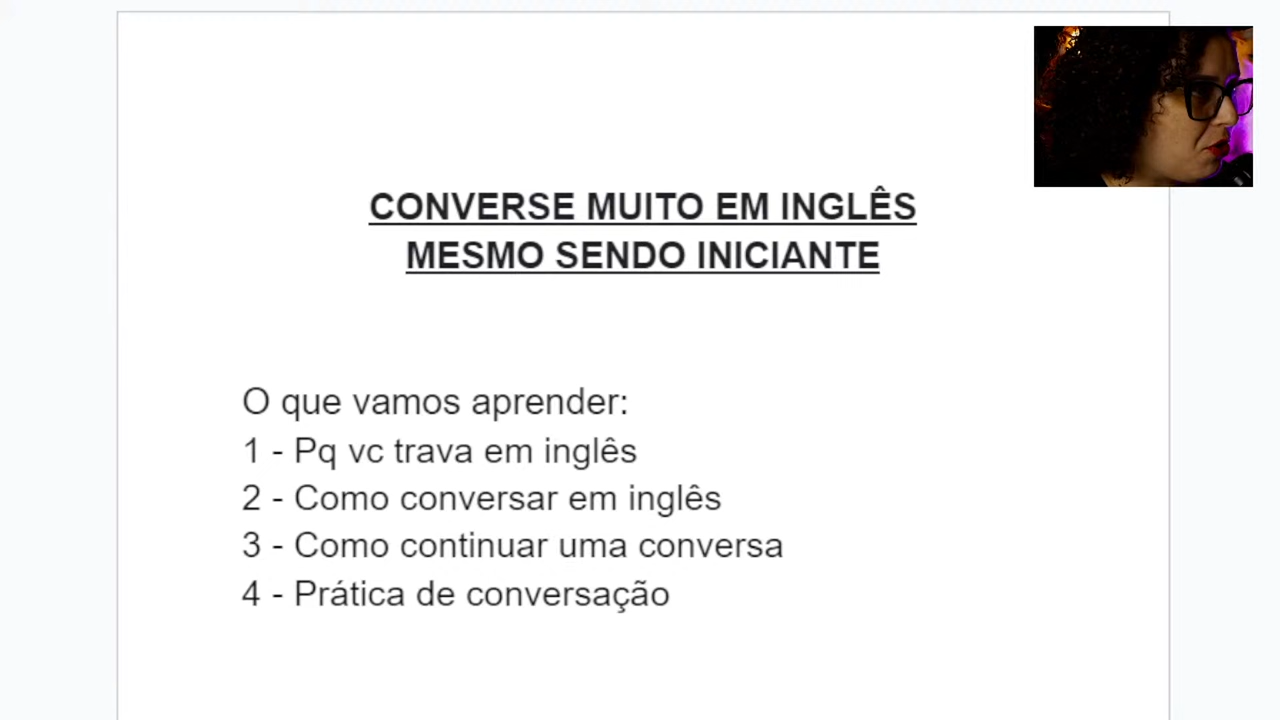 CONVERSE MUITO EM INGLÊS
MESMO SENDO INICIANTE
O que vamos aprender:
1 - Pq vc trava em inglês
2 - Como conversar em inglês
3 - Como continuar uma conversa
4 - Prática de conversação